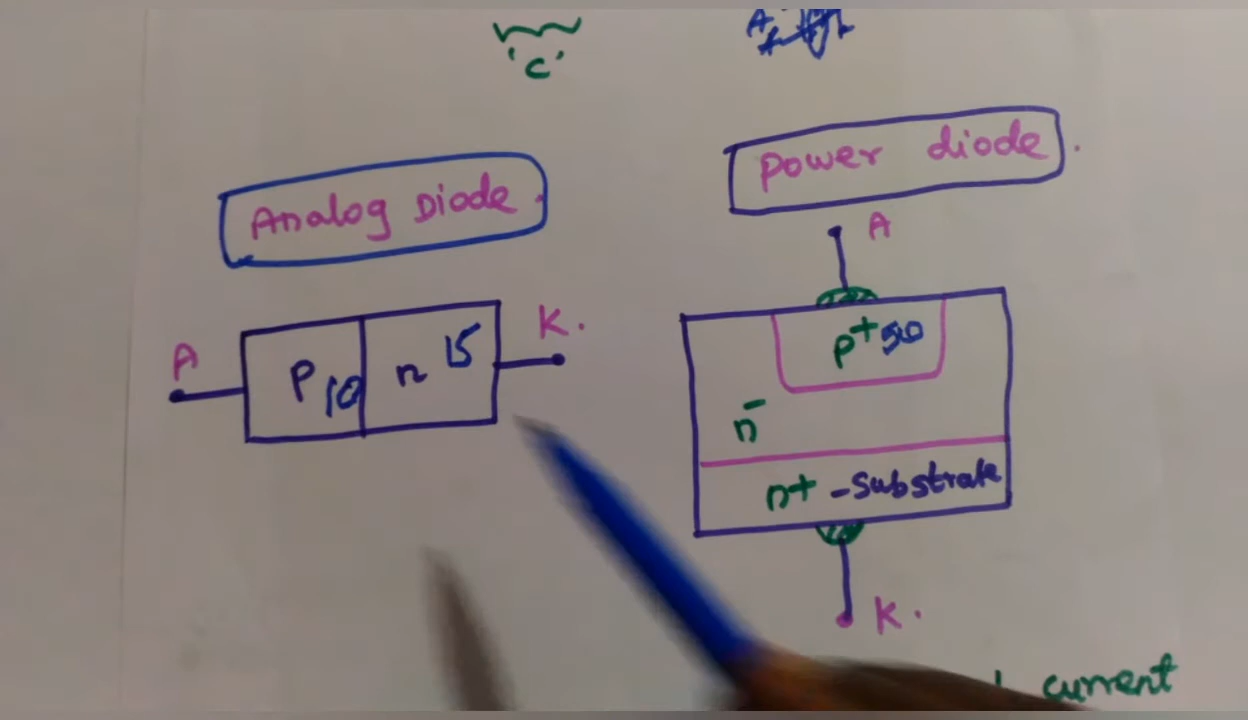 'C'
A
Power diode.
Analog Diode.
A
A
K.
P 10
n 15
p+ 50
n-
n+ -Substrate
K.
current